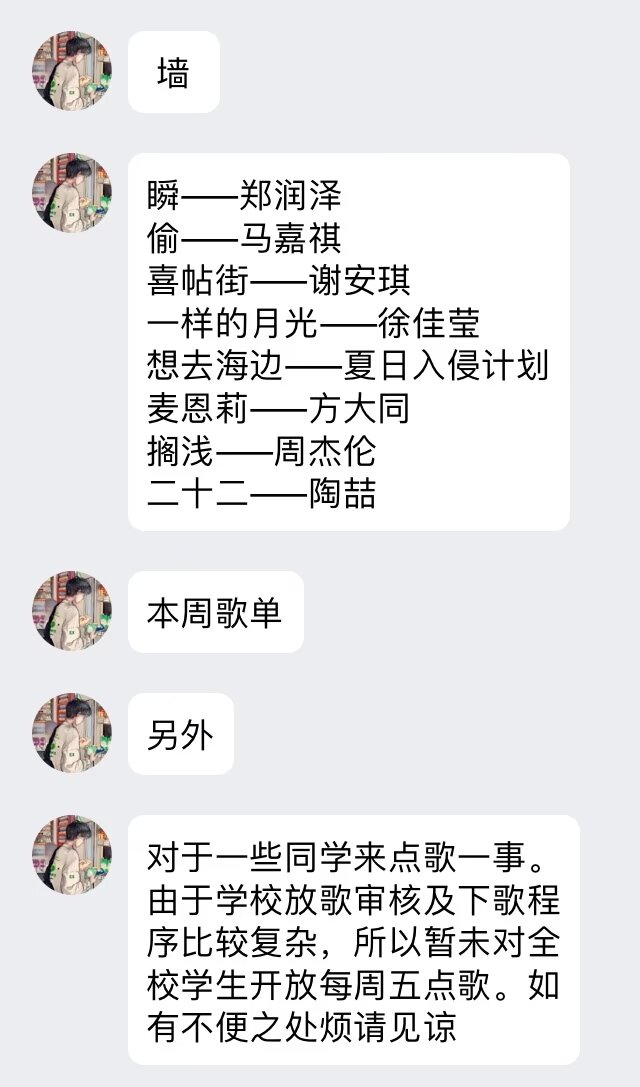 墙
瞬——郑润泽
偷——马嘉祺
喜帖街——谢安琪
一样的月光——徐佳莹
想去海边——夏日入侵计划
麦恩莉——方大同
搁浅——周杰伦
二十二——陶喆
本周歌单
另外
对于一些同学来点歌一事。
由于学校放歌审核及下歌程
序比较复杂，所以暂未对全
校学生开放每周五点歌。如
有不便之处烦请见谅